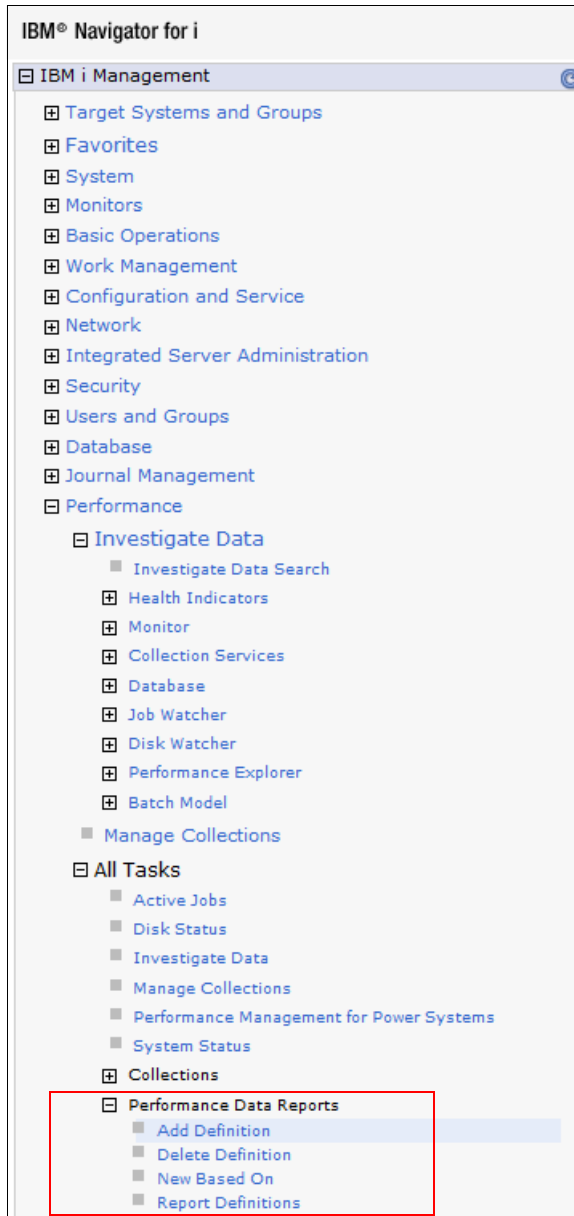 IBM® Navigator for i
IBM i Management
Target Systems and Groups
Favorites
System
Monitors
Basic Operations
Work Management
Configuration and Service
Network
Integrated Server Administration
Security
Users and Groups
Database
Journal Management
Performance
Investigate Data
Investigate Data Search
Health Indicators
Monitor
Collection Services
Database
Job Watcher
Disk Watcher
Performance Explorer
Batch Model
Manage Collections
All Tasks
Active Jobs
Disk Status
Investigate Data
Manage Collections
Performance Management for Power Systems
System Status
Collections
Performance Data Reports
Add Definition
Delete Definition
New Based On
Report Definitions